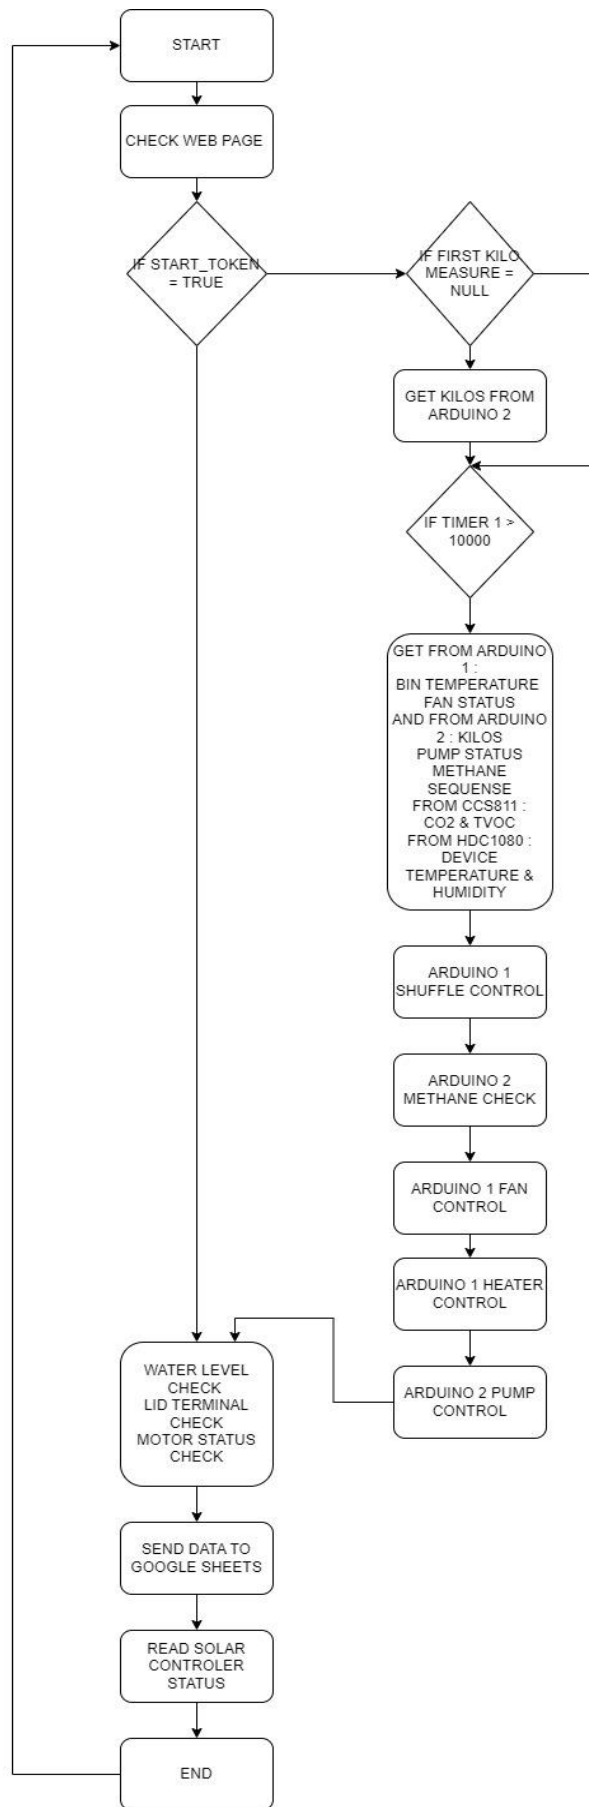 START
CHECK WEB PAGE
IF START_TOKEN
= TRUE
IF FIRST KILO
MEASURE =
NULL
GET KILOS FROM
ARDUINO 2
IF TIMER 1 >
10000
GET FROM ARDUINO
1 :
BIN TEMPERATURE
FAN STATUS
AND FROM ARDUINO
2 : KILOS
PUMP STATUS
METHANE
SEQUENSE
FROM CCS811 :
CO2 & TVOC
FROM HDC1080 :
DEVICE
TEMPERATURE &
HUMIDITY
ARDUINO 1
SHUFFLE CONTROL
ARDUINO 2
METHANE CHECK
ARDUINO 1 FAN
CONTROL
ARDUINO 1 HEATER
CONTROL
ARDUINO 2 PUMP
CONTROL
WATER LEVEL
CHECK
LID TERMINAL
CHECK
MOTOR STATUS
CHECK
SEND DATA TO
GOOGLE SHEETS
READ SOLAR
CONTROLER
STATUS
END